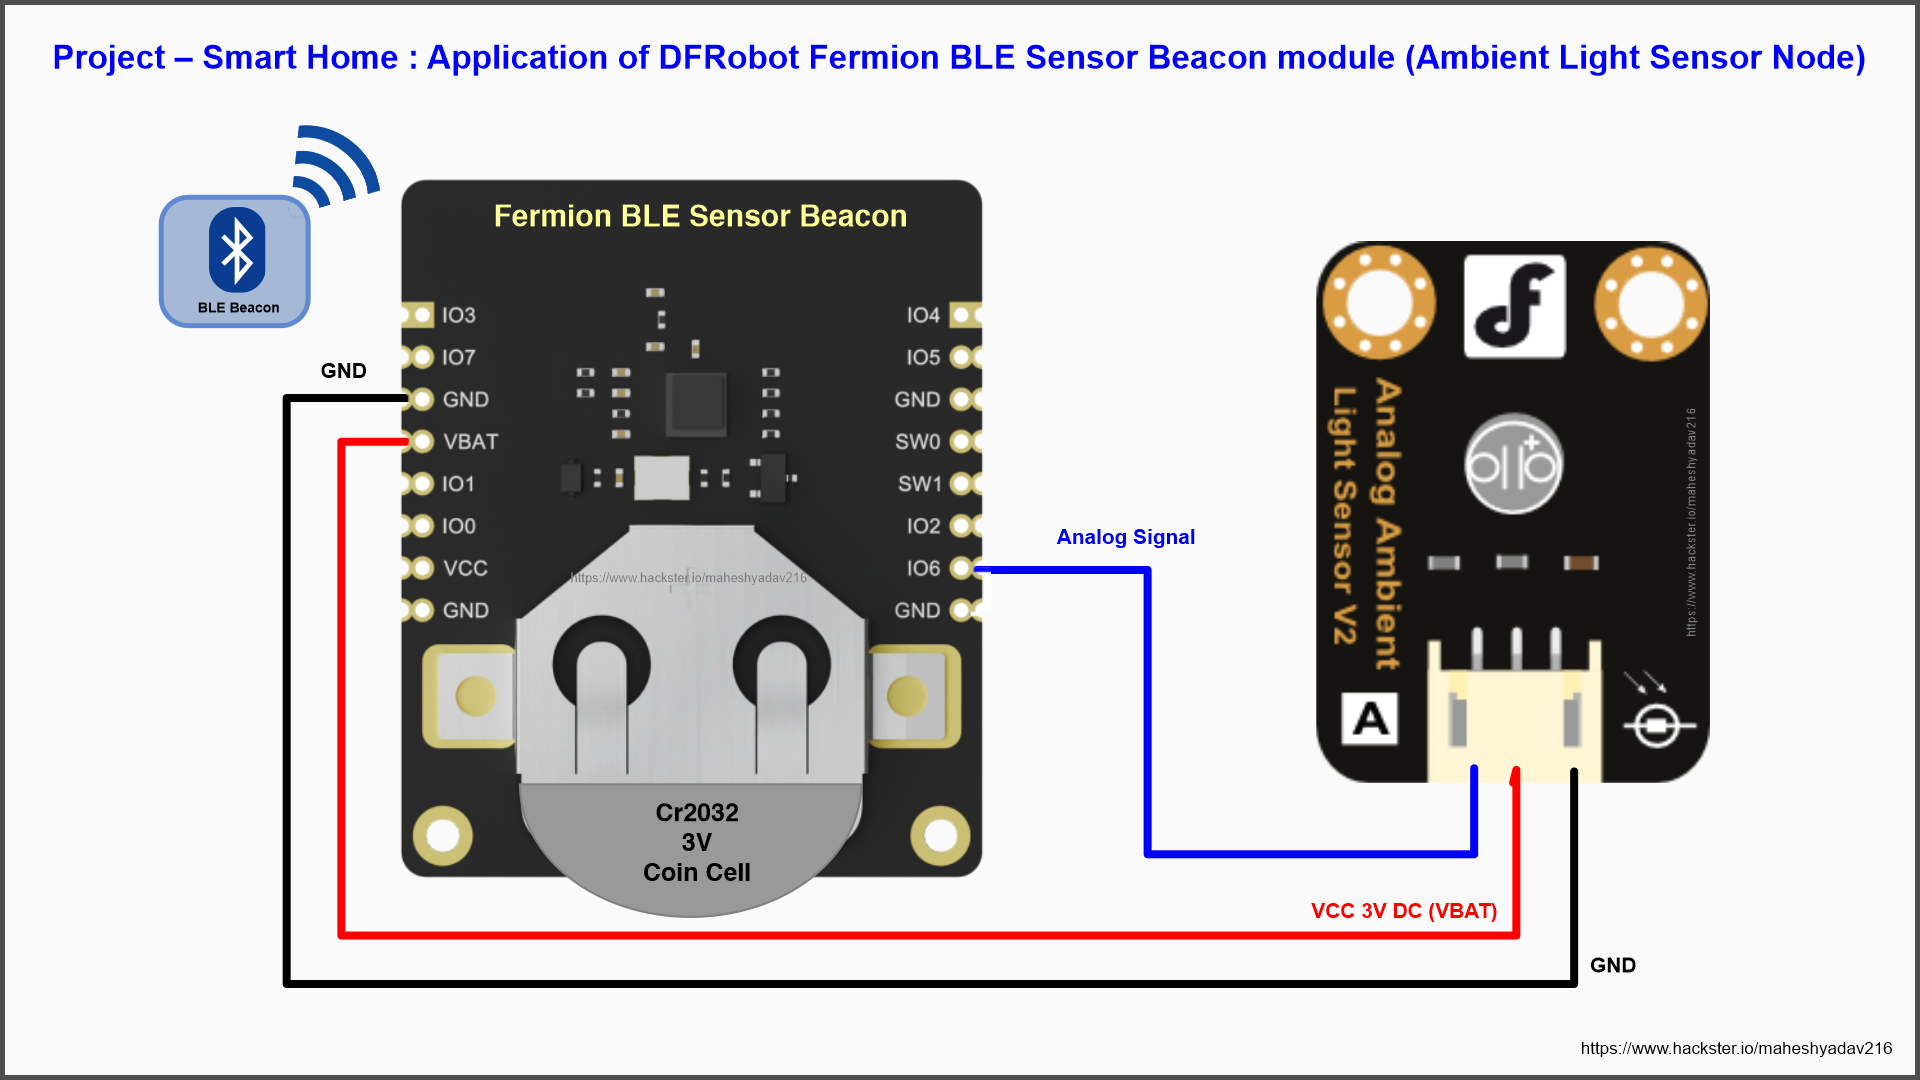 Project – Smart Home : Application of DFRobot Fermion BLE Sensor Beacon module (Ambient Light Sensor Node)
BLE Beacon
Fermion BLE Sensor Beacon
IO3
IO7
GND
VBAT
IO1
IO0
VCC
GND
IO4
IO5
GND
SW0
SW1
IO2
IO6
GND
GND
https://www.hackster.io/maheshyadav216
Cr2032
3V
Coin Cell
Analog Signal
Analog Ambient
Light Sensor V2
https://www.hackster.io/maheshyadav216
A
VCC 3V DC (VBAT)
GND
https://www.hackster.io/maheshyadav216